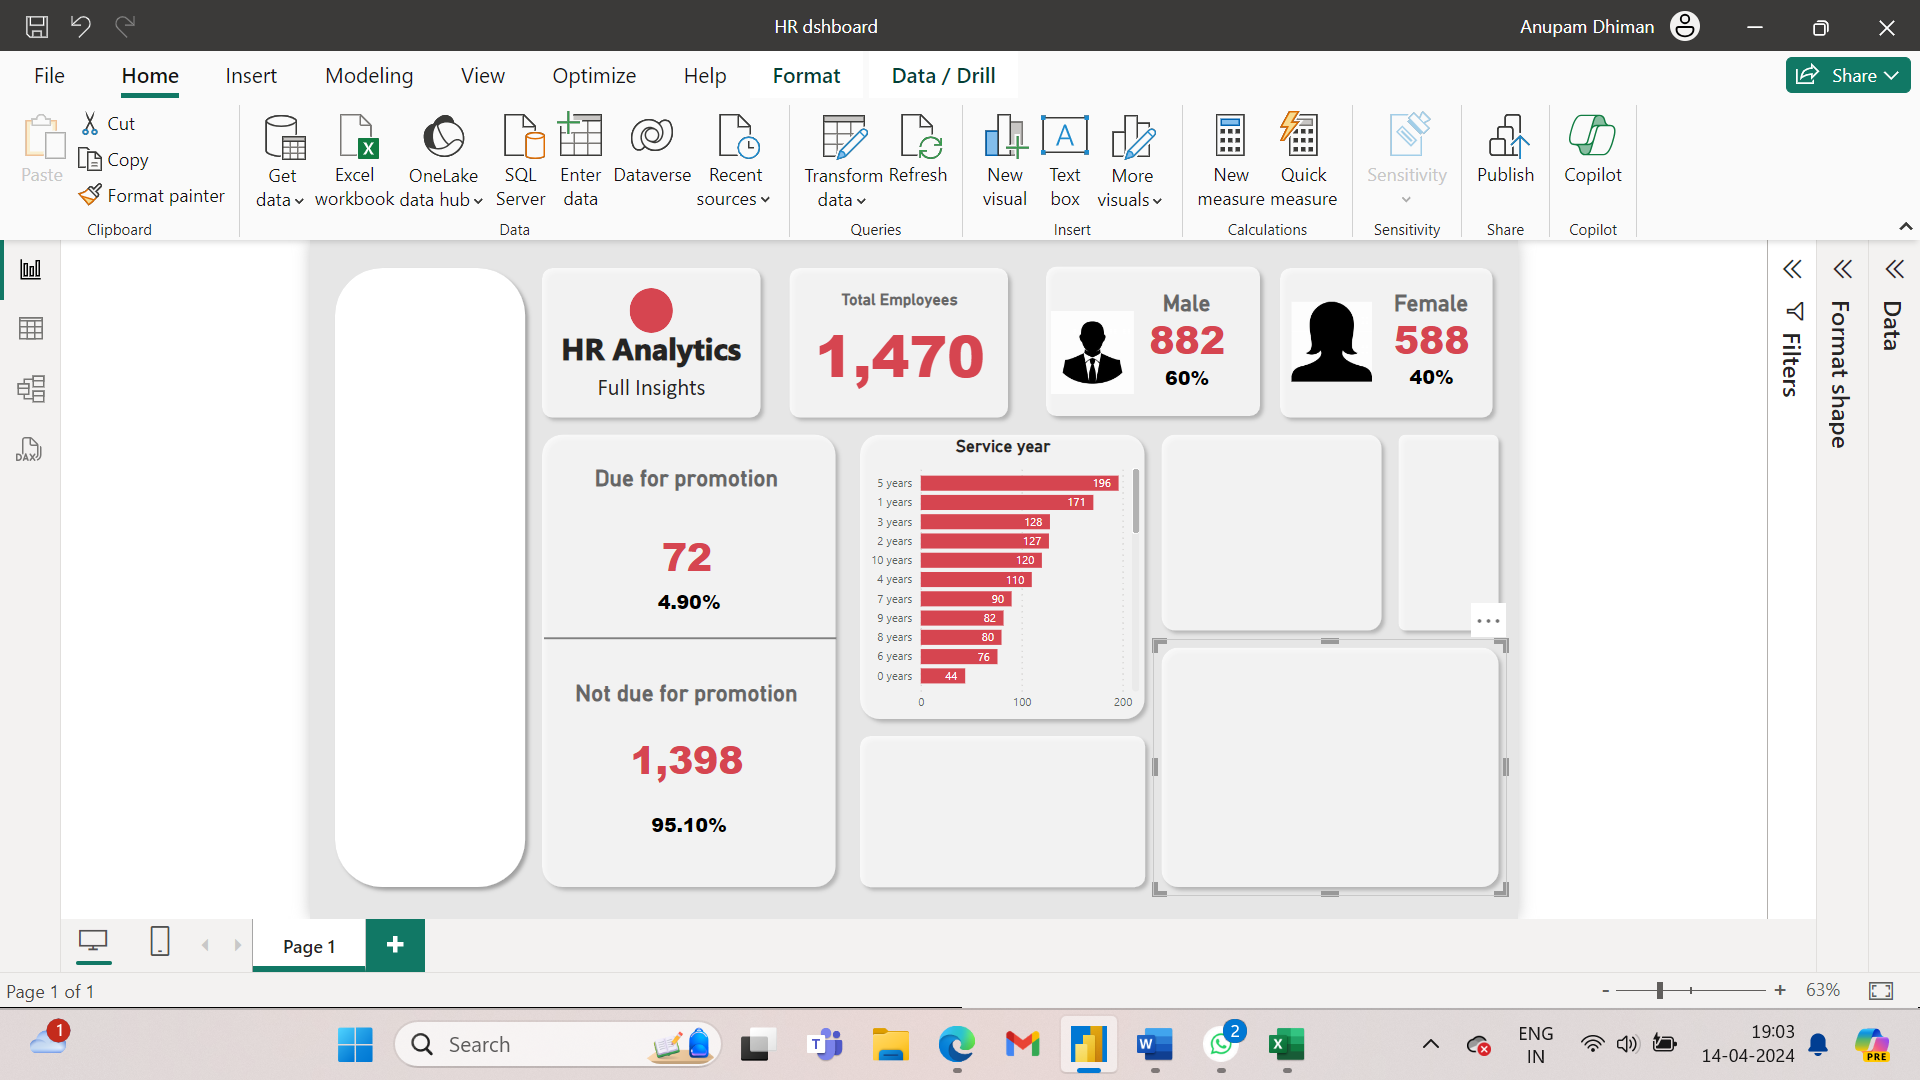 HR dshboard
Anupam Dhiman
File
Home
Insert
Modeling
View
Optimize
Help
Format
Data / Drill
Share
Paste
Cut
Copy
Format painter
Clipboard
Get data
Excel workbook
OneLake data hub
SQL Server
Enter data
Dataverse
Recent sources
Data
Transform data
Refresh
Queries
New visual
A
Text box
More visuals
Insert
New measure
Quick measure
Calculations
Sensitivity
Sensitivity
Publish
Share
Copilot
Copilot
DAX
HR Analytics
Full Insights
Total Employees
1,470
Male
882
60%
Female
588
40%
Due for promotion
72
4.90%
Not due for promotion
1,398
95.10%
Service year
5 years 196
1 years 171
3 years 128
2 years 127
10 years 120
4 years 110
7 years 90
9 years 82
8 years 80
6 years 76
0 years 44
0 100 200
Filters
Format shape
Data
Page 1
Page 1 of 1
63%
1
Search
T
W
2
X
ENG
IN
19:03
14-04-2024
PRE